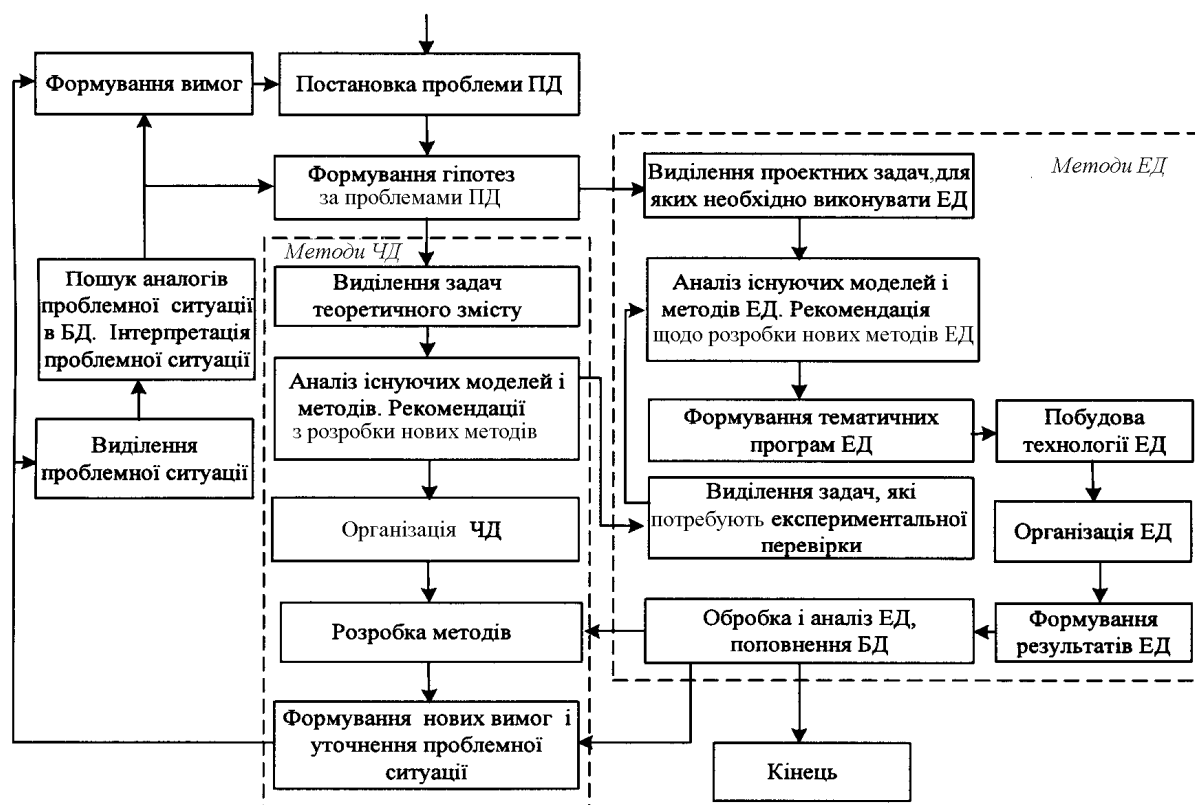 Формування вимог
Постановка проблеми ПД
Формування гіпотез
за проблемами ПД
Методи ЕД
Виділення проектних задач,для
яких необхідно виконувати ЕД
Методи ЧД
Виділення задач
теоретичного змісту
Пошук аналогів
проблемної ситуації
в БД. Інтерпретація
проблемної ситуації
Аналіз існуючих моделей і
методів ЕД. Рекомендація
щодо розробки нових методів ЕД
Аналіз існуючих моделей і
методів. Рекомендації
з розробки нових методів
Виділення
проблемної ситуації
Формування тематичних
програм ЕД
Побудова
технології ЕД
Виділення задач, які
потребують експериментальної
перевірки
Організація ЧД
Організація ЕД
Розробка методів
Обробка і аналіз ЕД,
поповнення БД
Формування
результатів ЕД
Формування нових вимог і
уточнення проблемної
ситуації
Кінець